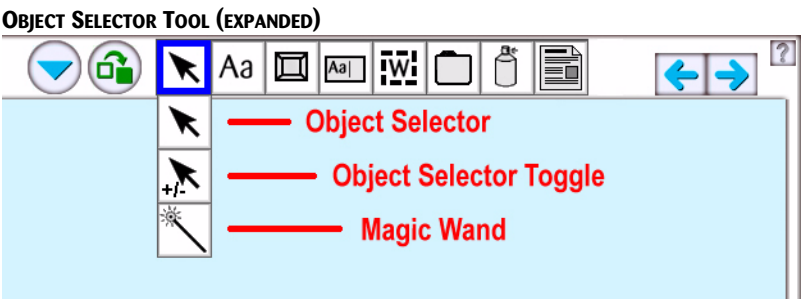 OBJECT SELECTOR TOOL (EXPANDED)
Aa Aa W ?
Object Selector
+/- Object Selector Toggle
Magic Wand